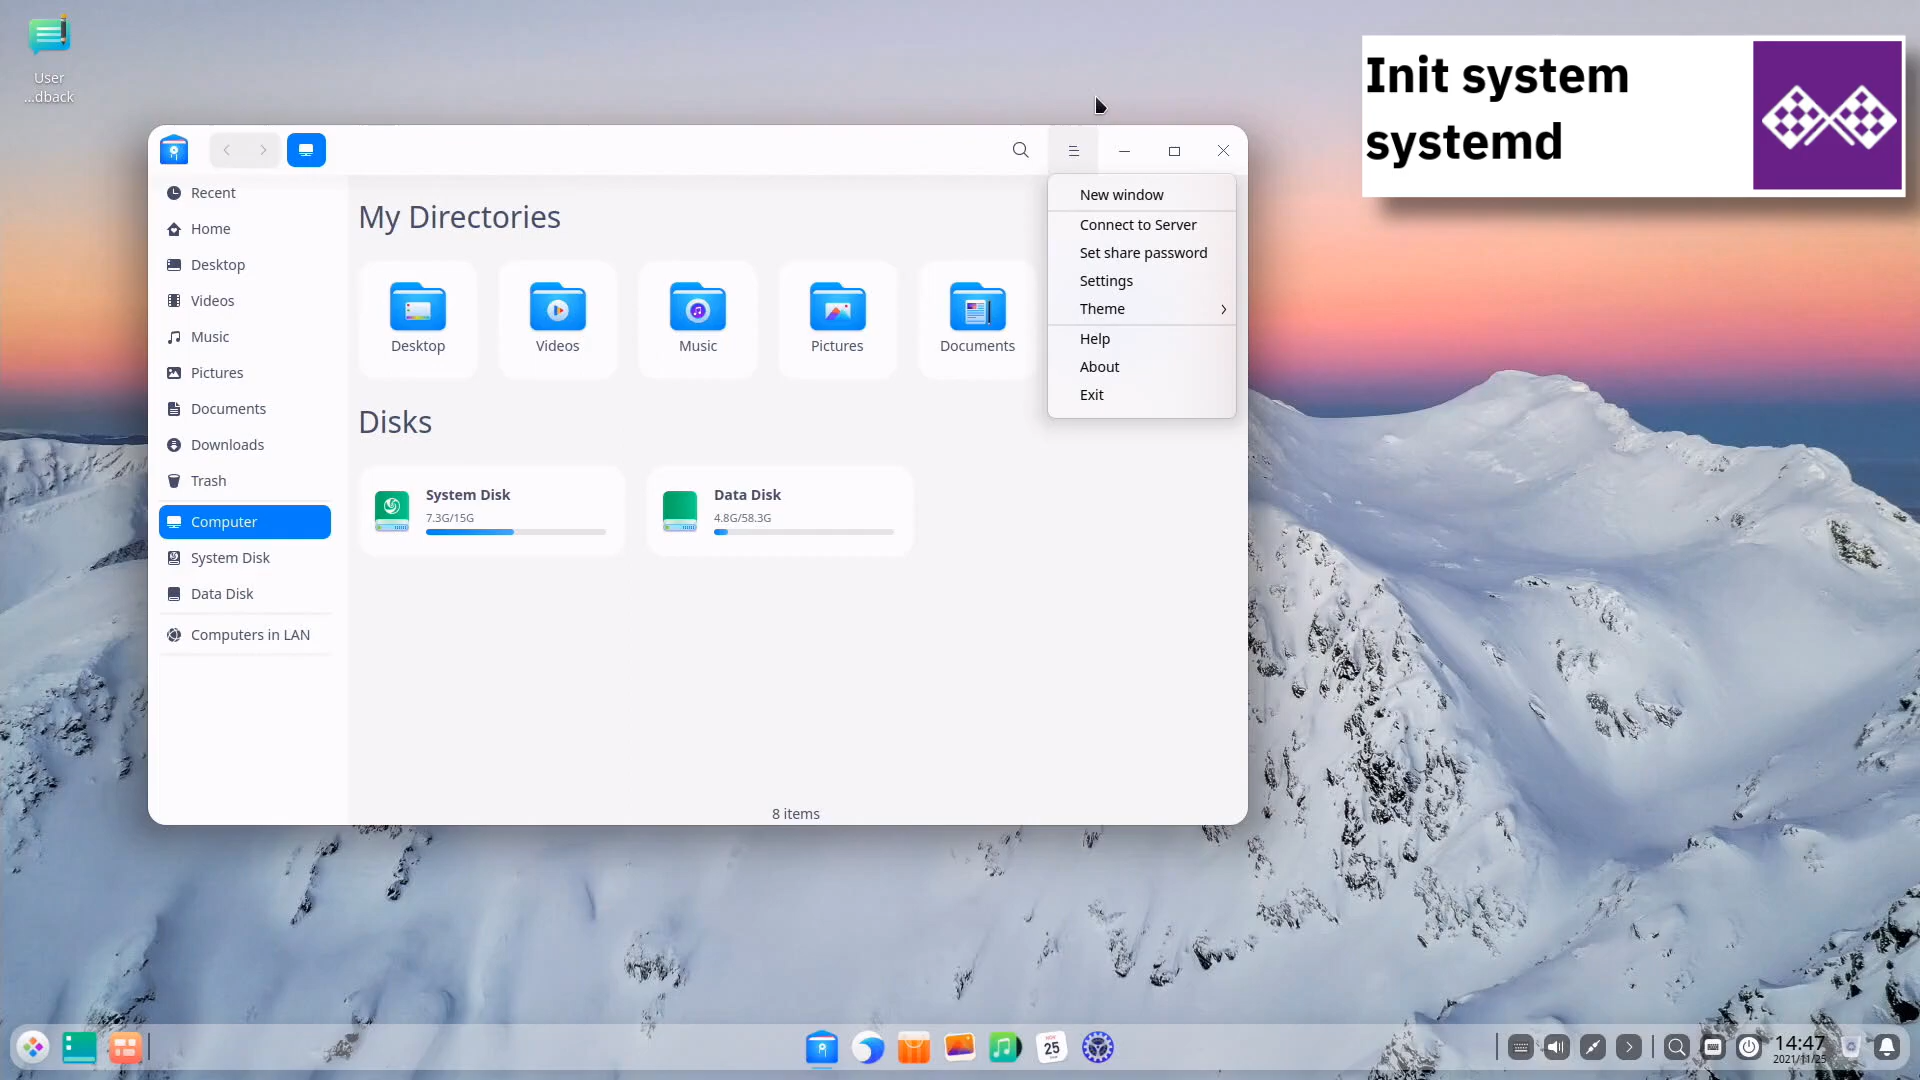 User
...dback
Init system
systemd
Recent
Home
Desktop
Videos
Music
Pictures
Documents
Downloads
Trash
Computer
System Disk
Data Disk
Computers in LAN
My Directories
Desktop
Videos
Music
Pictures
Documents
Disks
System Disk
7.3G/15G
Data Disk
4.8G/58.3G
8 items
New window
Connect to Server
Set share password
Settings
Theme
Help
About
Exit
25
14:47
2021/11/25